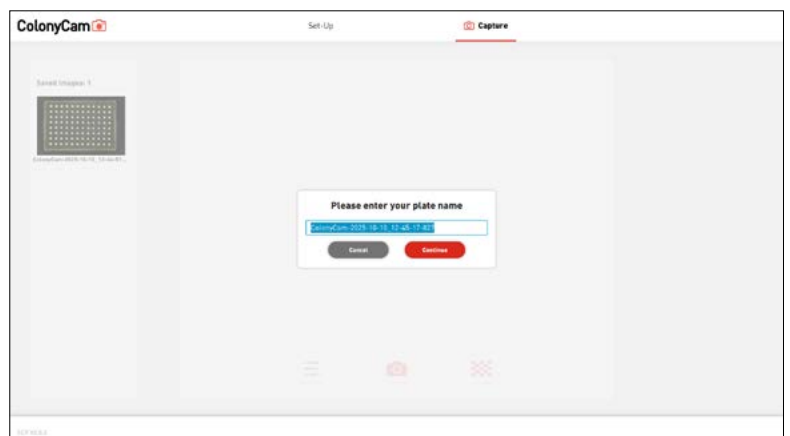 ColonyCam
Set-Up
Capture
Saved Images: 1
Please enter your plate name
ColonyCam-2025-10-10_12-45-17-827
Cancel
Continue